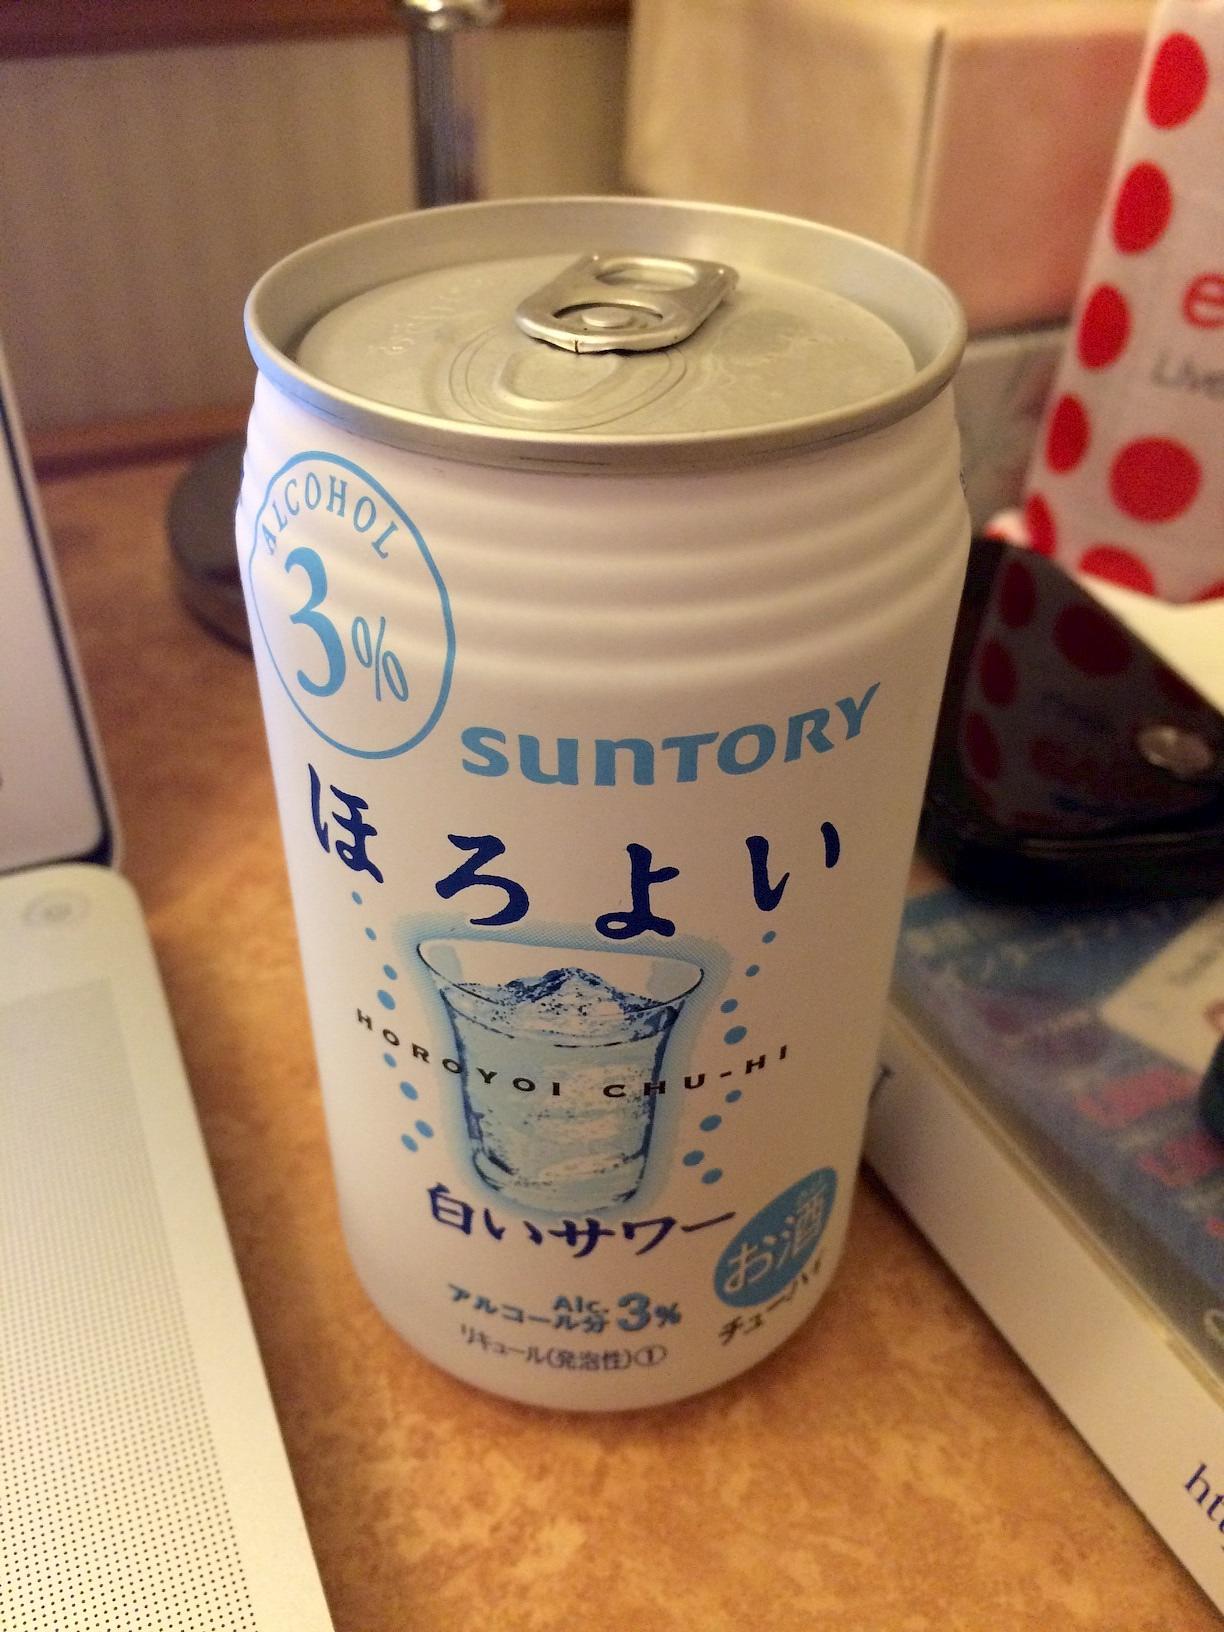 ALCOHOL
3%
SUNTORY
ほろよい
HOROYOI CHU-HI
白いサワー
お酒
チューハイ
アルコール分 Alc. 3%
リキュール(発泡性)①